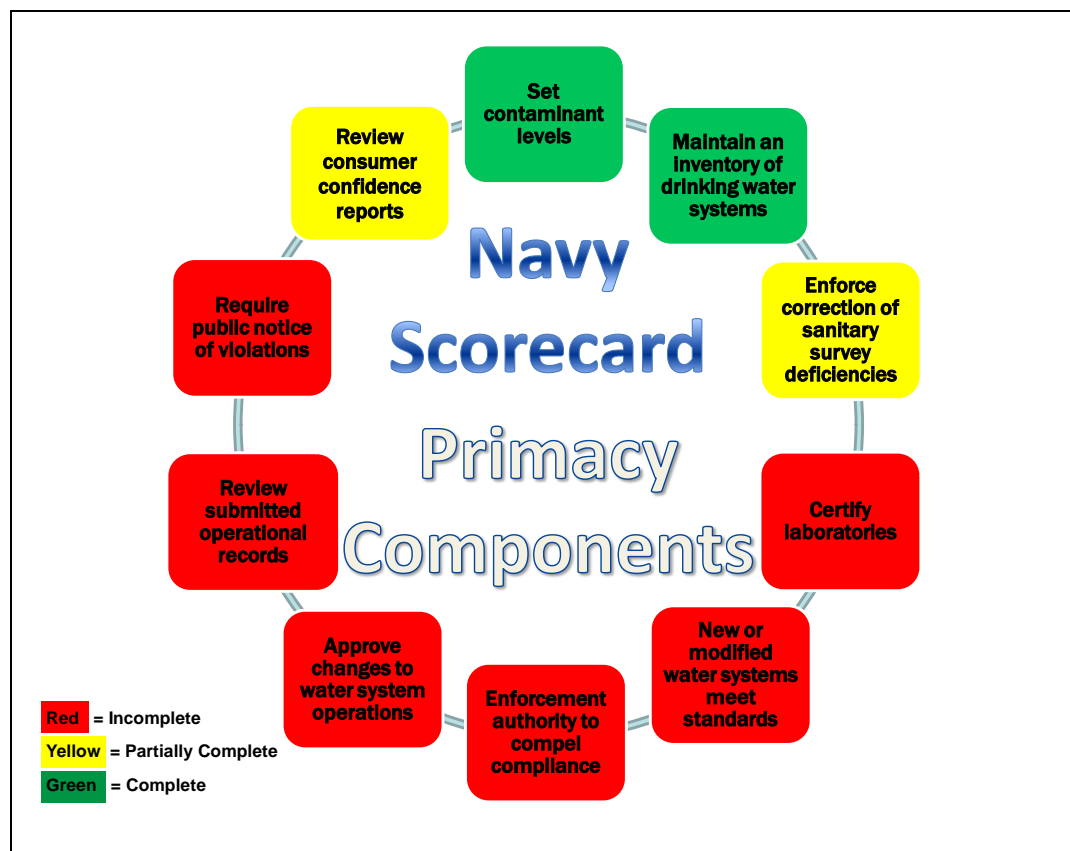 Set
contaminant
levels
Maintain an
inventory of
drinking water
systems
Enforce
correction of
sanitary
survey
deficiencies
Certify
laboratories
New or
modified
water systems
meet
standards
Enforcement
authority to
compel
compliance
Approve
changes to
water system
operations
Review
submitted
operational
records
Require
public notice
of violations
Review
consumer
confidence
reports
Navy
Scorecard
Primacy
Components
Red = Incomplete
Yellow = Partially Complete
Green = Complete